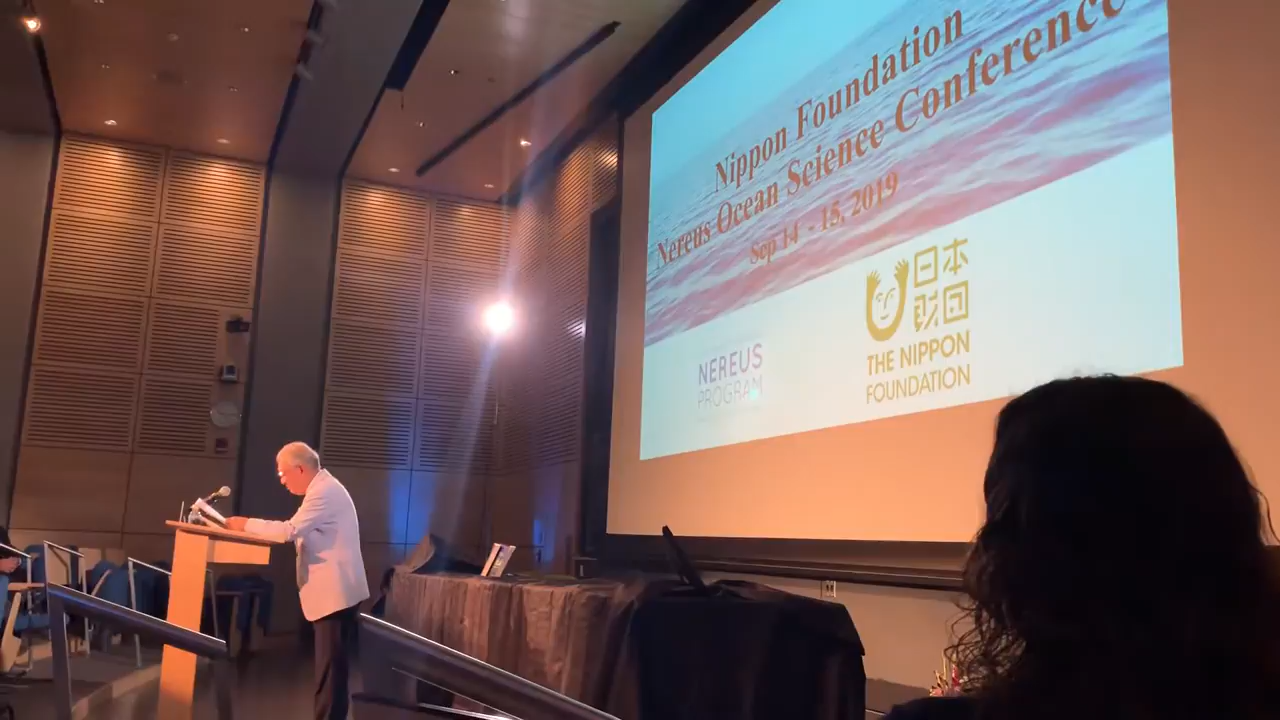 Nippon Foundation
Nereus Ocean Science Conference
Sep 14 - 15, 2019
NEREUS
PROGRAM
日本
財団
THE NIPPON
FOUNDATION